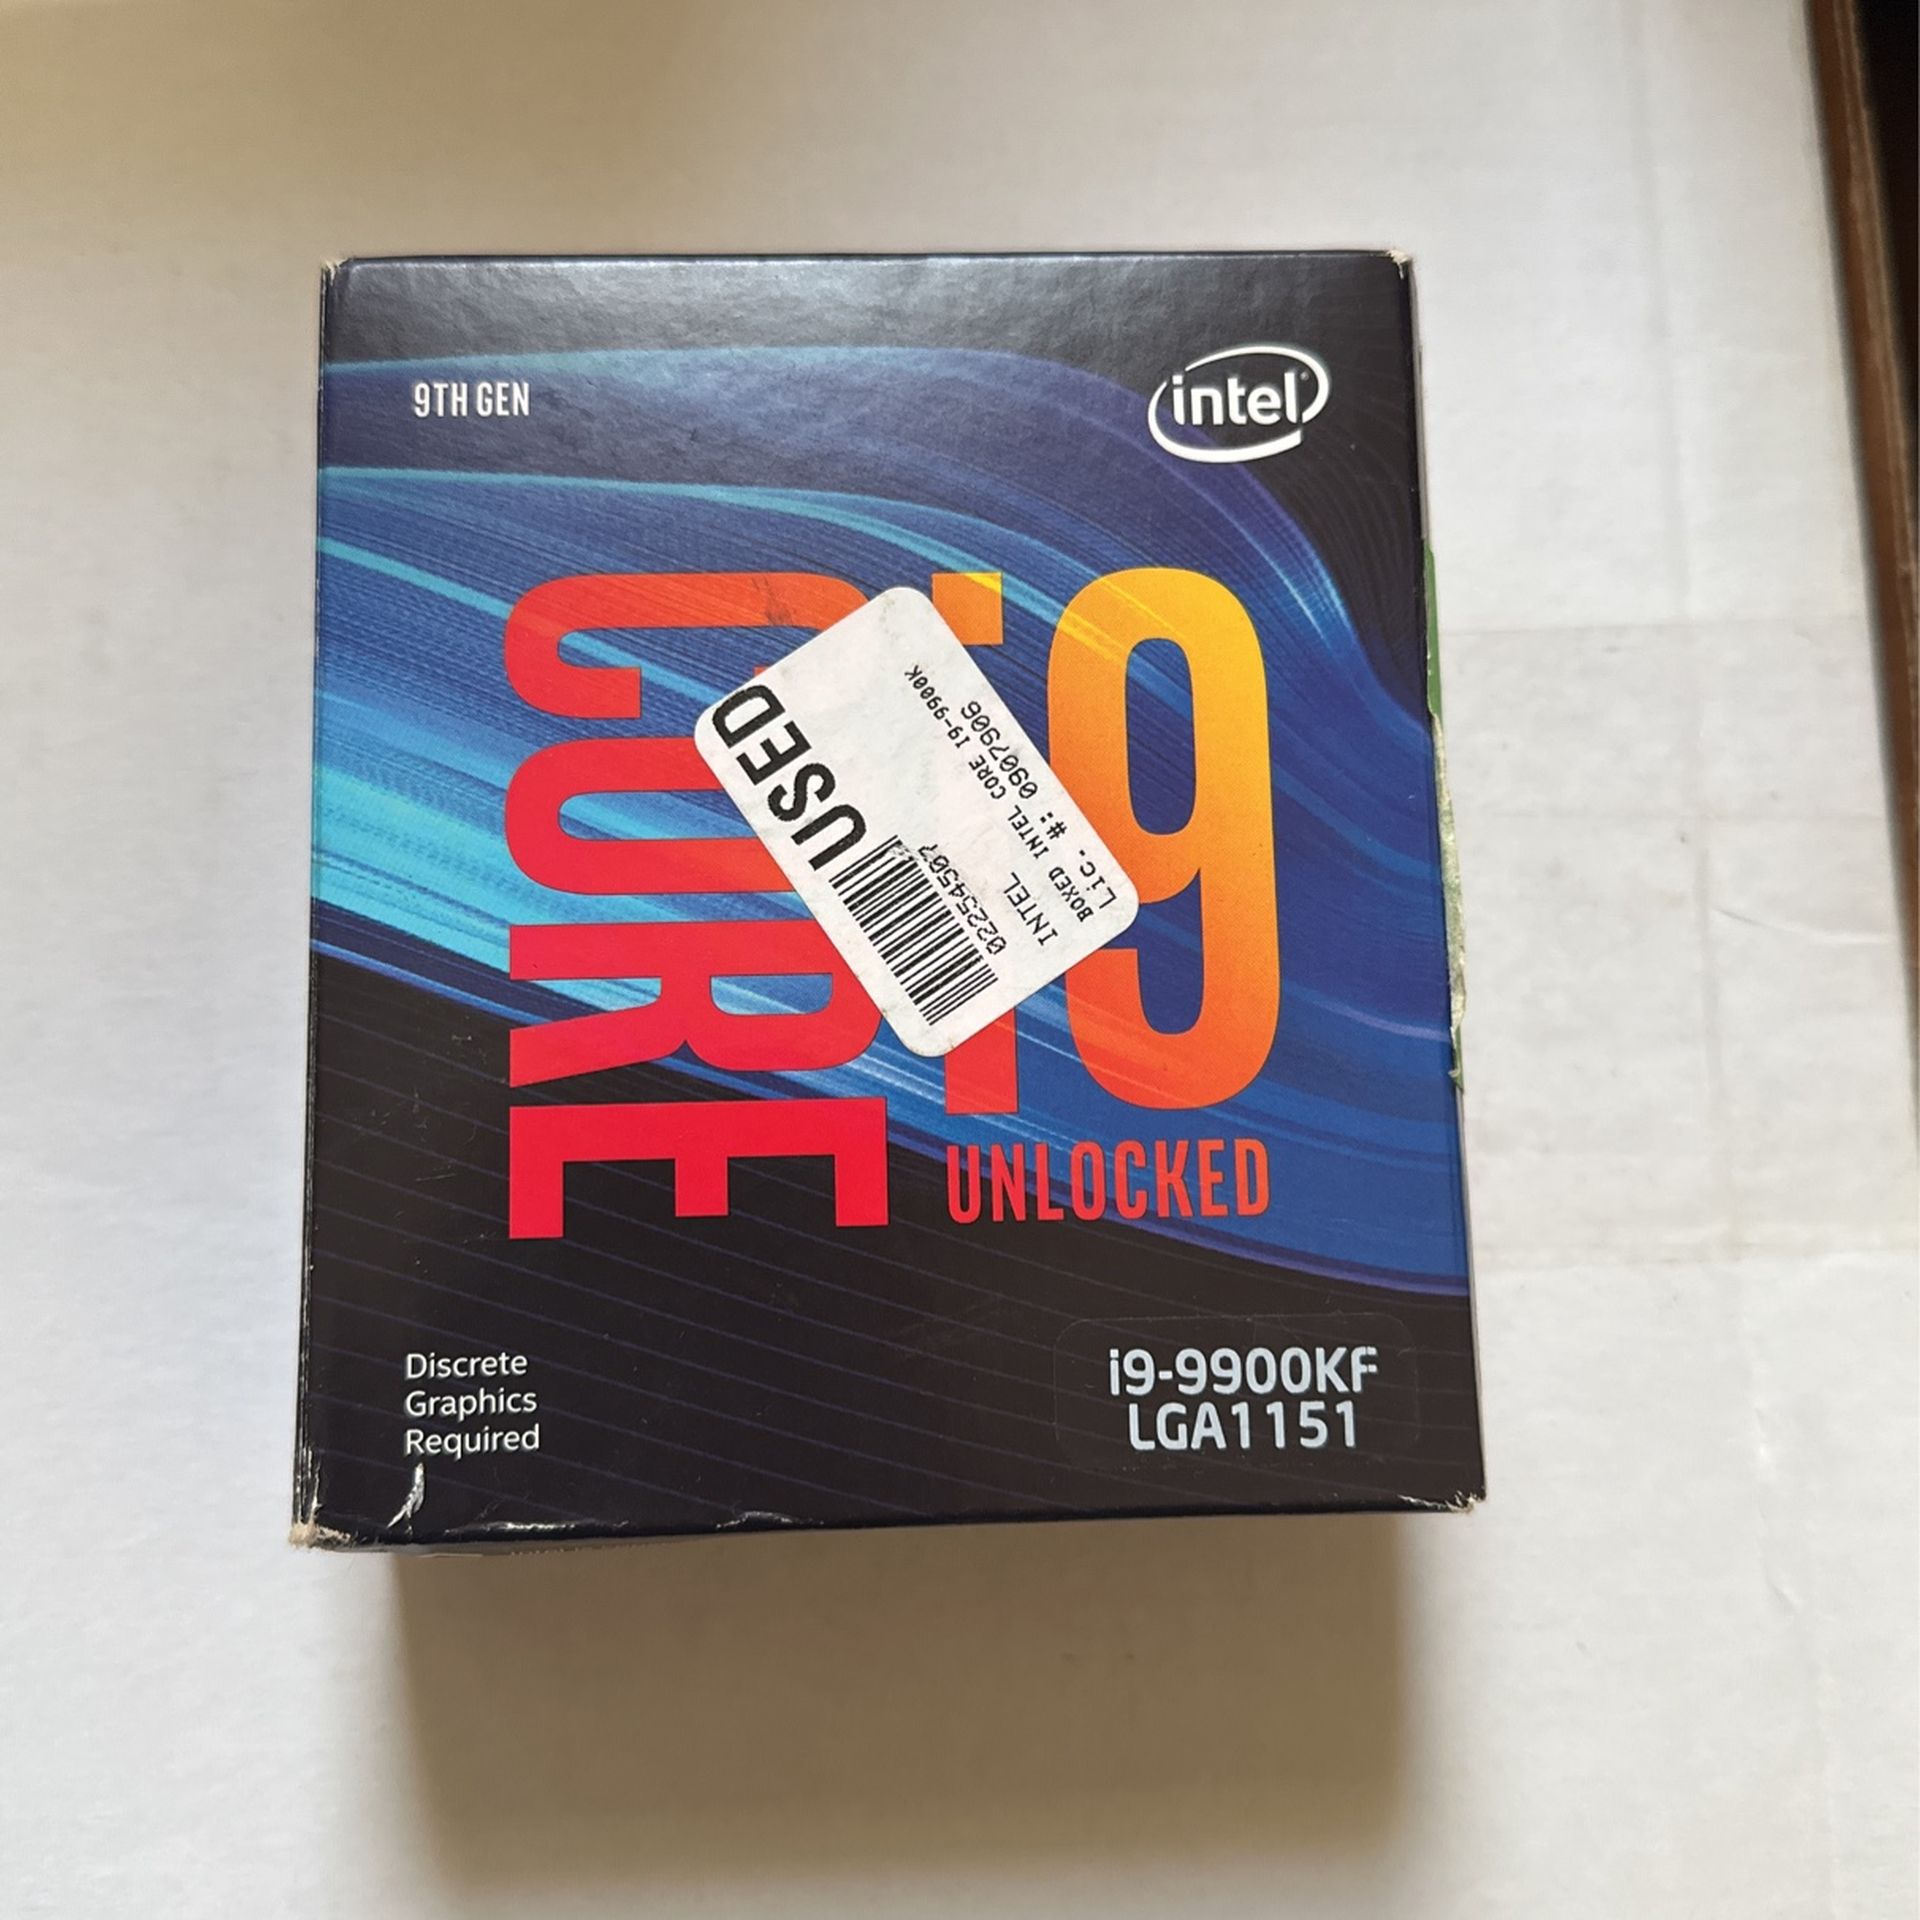 9TH GEN
intel
CORE i9
UNLOCKED
USED
02254507
INTEL
BOXED INTEL CORE I9-9900K
Lic. #: 0907906
Discrete
Graphics
Required
i9-9900KF
LGA1151